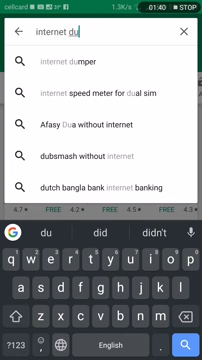 cellcard 1.3K/s 01:40 STOP
internet du
internet dumper
internet speed meter for dual sim
Afasy Dua without internet
dubsmash without internet
dutch bangla bank internet banking
4.7 FREE 4.2 FREE 4.5 FREE 4.3
G du did didn't
q w e r t y u i o p
a s d f g h j k l
z x c v b n m
?123 , English .